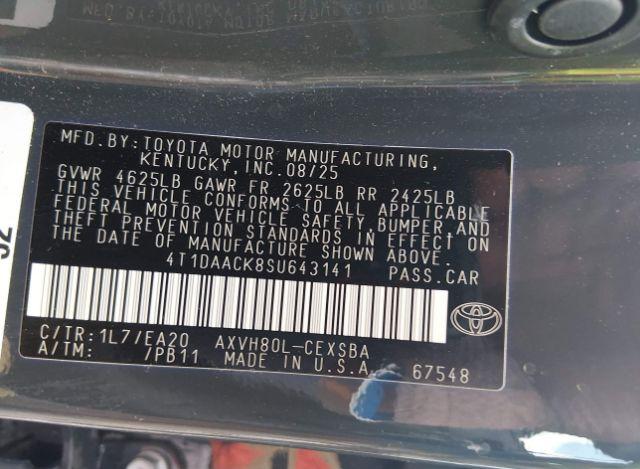 MFD.BY:TOYOTA MOTOR MANUFACTURING,
KENTUCKY,INC.08/25
GVWR 4625LB GAWR FR 2625LB RR 2425LB
THIS VEHICLE CONFORMS TO ALL APPLICABLE
FEDERAL MOTOR VEHICLE SAFETY,BUMPER,AND
THEFT PREVENTION STANDARDS IN EFFECT ON
THE DATE OF MANUFACTURE SHOWN ABOVE.
4T1DAACK8SU643141 PASS.CAR
C/TR:1L7/EA20 AXVH80L-CEXSBA
A/TM: /PB11 MADE IN U.S.A. 67548